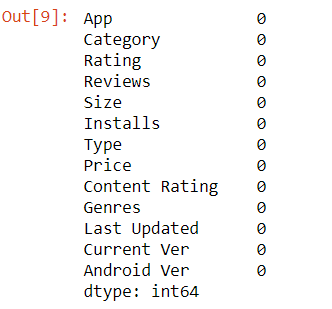 Out[9]: App 0
Category 0
Rating 0
Reviews 0
Size 0
Installs 0
Type 0
Price 0
Content Rating 0
Genres 0
Last Updated 0
Current Ver 0
Android Ver 0
dtype: int64